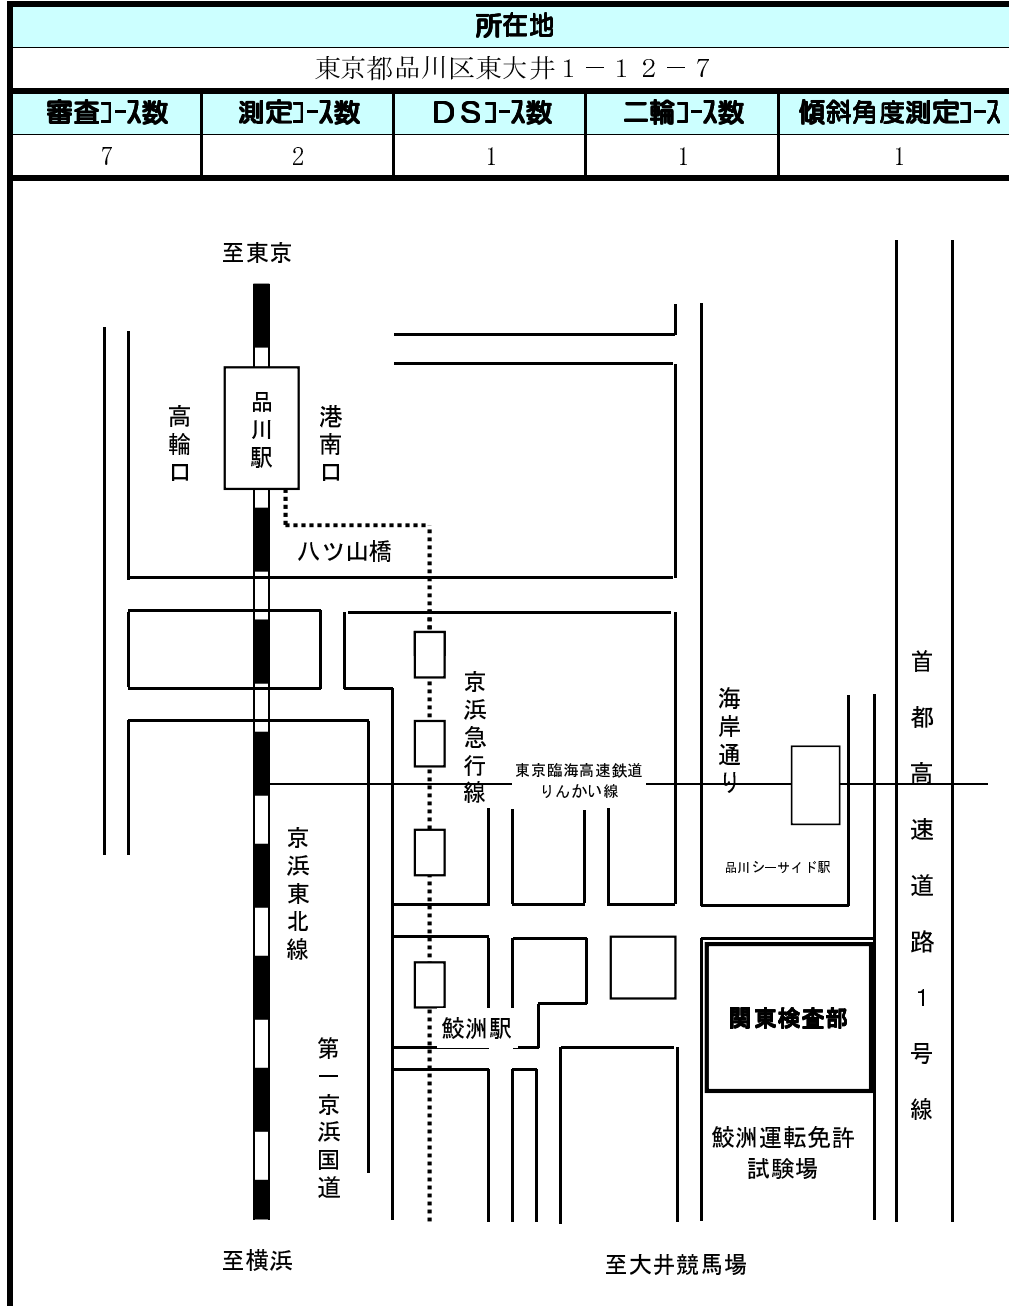 所在地
東京都品川区東大井１－１２－７
審査ｺｰｽ数 測定ｺｰｽ数 ＤＳｺｰｽ数 二輪ｺｰｽ数 傾斜角度測定ｺｰｽ
7 2 1 1 1
至東京
高輪口
品川駅
港南口
八ツ山橋
京浜急行線
海岸通り
首都高速道路１号線
東京臨海高速鉄道
りんかい線
品川シーサイド駅
京浜東北線
鮫洲駅
関東検査部
第一京浜国道
鮫洲運転免許
試験場
至横浜
至大井競馬場